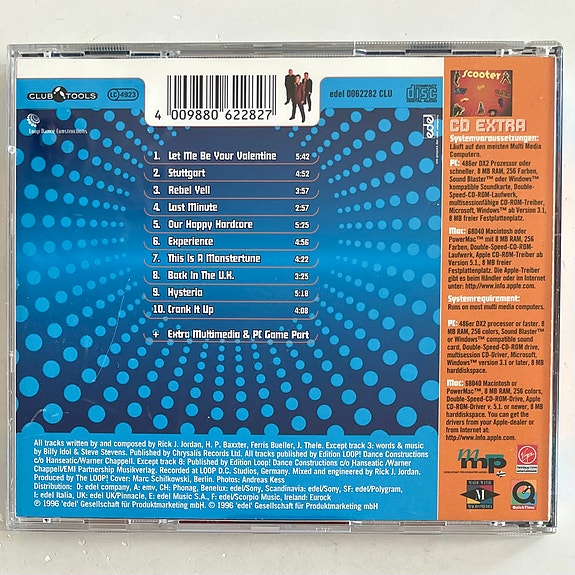 CLUB TOOLS
LC 4923
4 009880 622827
edel 0062282 CLU
disc
DIGITAL AUDIO
edel
Loop Dance Constructions
1. Let Me Be Your Valentine 5:42
2. Stuttgart 4:52
3. Rebel Yell 3:57
4. Last Minute 2:57
5. Our Happy Hardcore 5:25
6. Experience 4:56
7. This Is A Monstertune 4:22
8. Back In The U.K. 3:25
9. Hysteria 5:18
10. Crank It Up 4:08
+ Extra Multimedia & PC Game Part
All tracks written and composed by Rick J. Jordan, H. P. Baxxter, Ferris Bueller, J. Thele. Except track 3: words & music
by Billy Idol & Steve Stevens. Published by Chrysalis Records Ltd. All tracks published by Edition LOOP! Dance Constructions
c/o Hanseatic/Warner Chappell. Except track 8: Published by Edition Loop! Dance Constructions c/o Hanseatic /Warner
Chappell/EMI Partnership Musikverlag. Recorded at LOOP D.C. Studios, Germany. Mixed and engineered by Rick J. Jordan.
Produced by The LOOP! Cover: Marc Schilkowski, Berlin. Photos: Andreas Kess
Distributed by D: edel company, A: emv, CH: Phonag, Benelux: edel/Sony, Scandinavia: edel/Sony, SF: edel/Polygram,
I: edel Italia, UK: edel UK/Pinnacle, E: edel Music S.A., F: edel/Scorpio Music, Ireland: Eurock
℗ 1996 'edel' Gesellschaft für Produktmarketing mbH. © 1996 'edel' Gesellschaft für Produktmarketing mbH
scooter
CD EXTRA
Systemvoraussetzungen:
Läuft auf den meisten Multi Media
Computern.
PC: 486er DX2 Prozessor oder
schneller. 8 MB RAM, 256 Farben,
Sound Blaster™ oder Windows™
kompatible Soundkarte, Double-
Speed-CD-ROM-Laufwerk,
multisessionfähige CD-ROM-Treiber,
Microsoft, Windows™ ab Version 3.1,
8 MB freier Festplattenplatz.
Mac: 68040 Macintosh oder
PowerMac™ mit 8 MB RAM, 256
Farben, Double-Speed-CD-ROM-
Laufwerk, Apple CD-ROM-Treiber ab
Version 5.1., 8 MB freier
Festplattenplatz. Die Apple-Treiber
gibt es beim Händler oder im Internet
unter: http://www.info.apple.com.
Systemrequirement:
Runs on most multi media computers.
PC: 486er DX2 processor or faster. 8
MB RAM, 256 colors, Sound Blaster™
or Windows™ compatible sound
card, Double-Speed-CD-ROM drive,
multisession CD-Driver, Microsoft,
Windows version 3.1 or later, 8 MB
harddiskspace.
Mac: 68040 Macintosh or
PowerMac™, 8 MB RAM, 256 colors,
Double-Speed-CD-ROM-Drive, Apple
CD-ROM-Driver v. 5.1. or newer, 8 MB
harddiskspace. You can get the
drivers from your Apple-dealer or
from Internet at:
http//www.info.apple.com.
mmp
Virgin
MADE WITH
M
MACROMEDIA
QuickTime